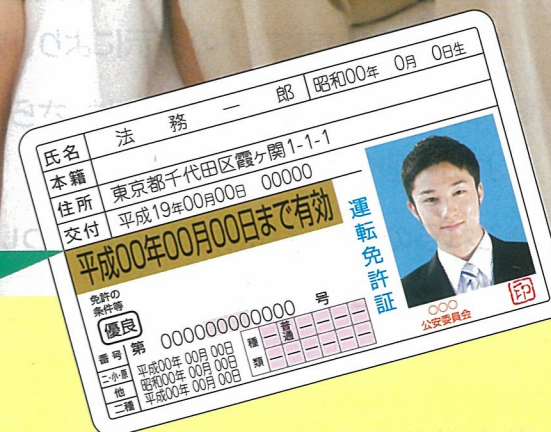 氏名 法務一郎 昭和00年 0月 0日生
本籍
住所 東京都千代田区霞ヶ関1-1-1
交付 平成19年00月00日 00000
平成00年00月00日まで有効
免許の
条件等
優良
番号 第 000000000000 号
二・小・原 平成00年 00月 00日
他 昭和00年 00月 00日
二種 平成00年 00月 00日
種類
普通
運転免許証
○○○
公安委員会
印